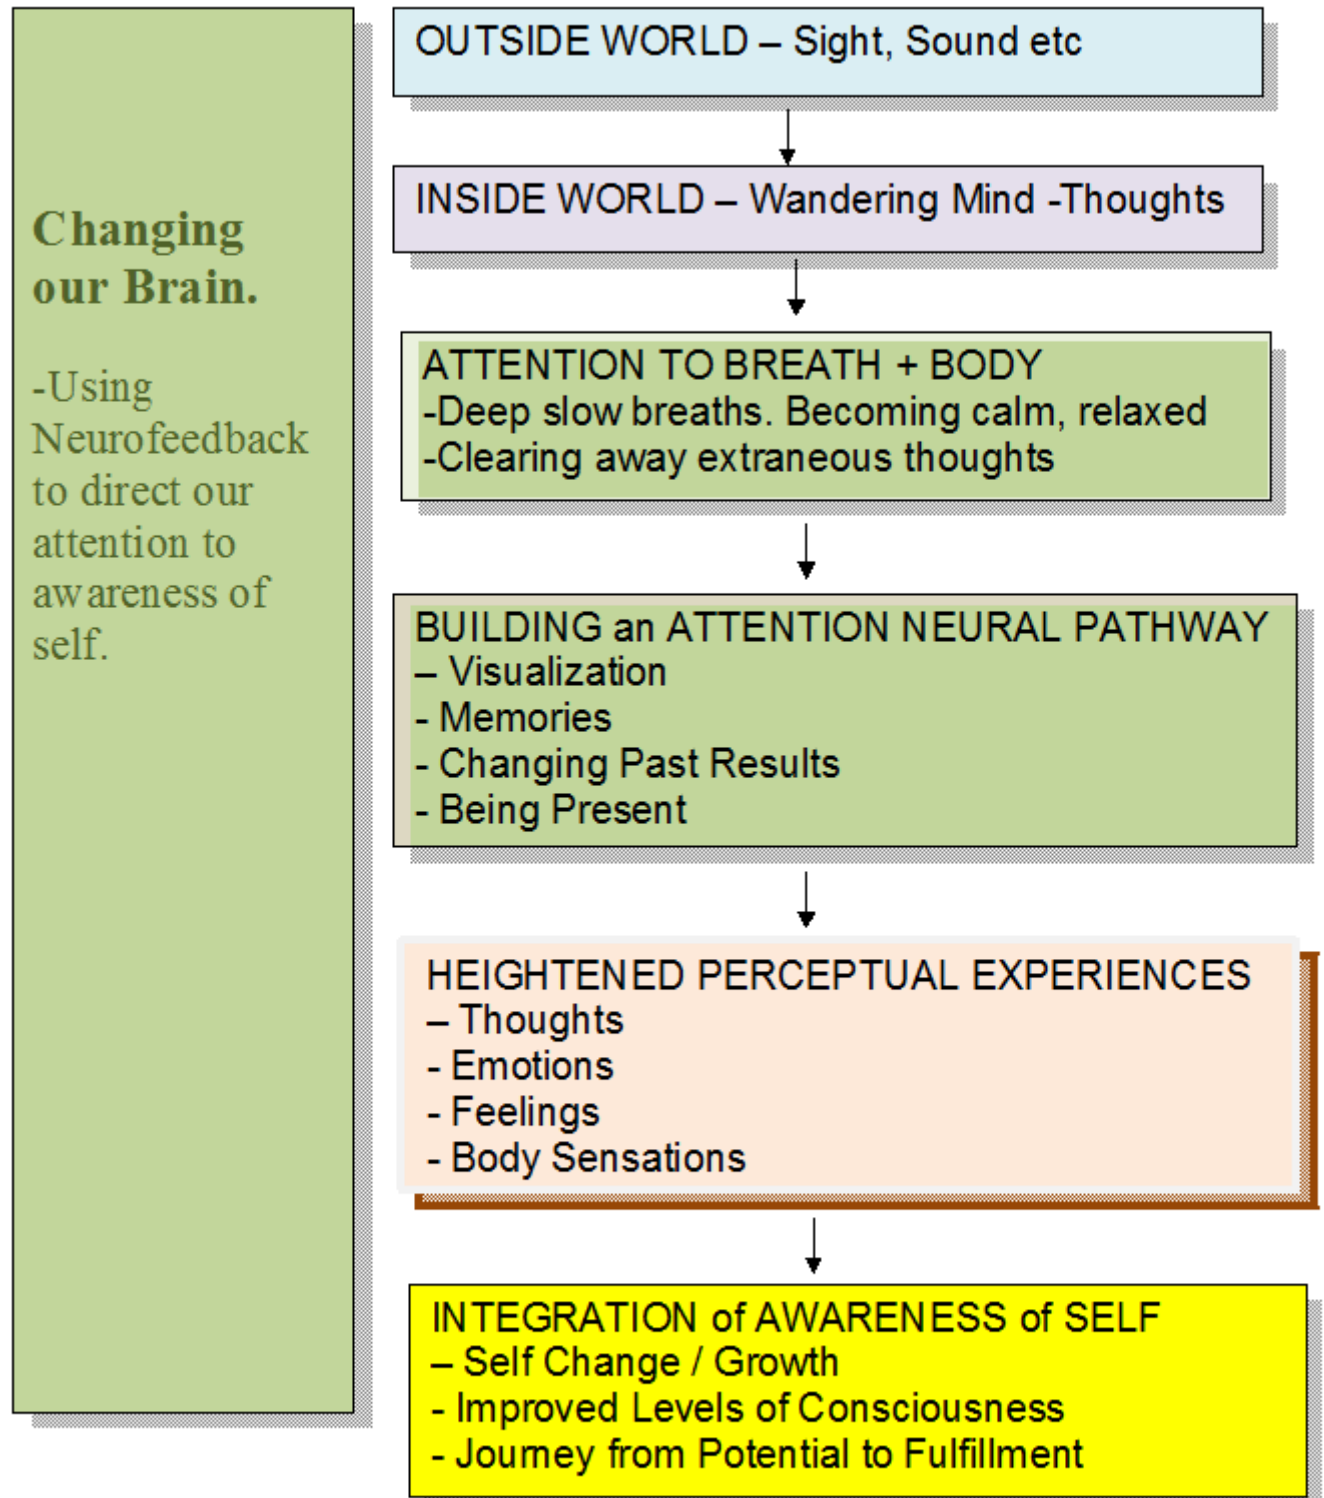 Changing
our Brain.
-Using
Neurofeedback
to direct our
attention to
awareness of
self.
OUTSIDE WORLD – Sight, Sound etc
INSIDE WORLD – Wandering Mind -Thoughts
ATTENTION TO BREATH + BODY
-Deep slow breaths. Becoming calm, relaxed
-Clearing away extraneous thoughts
BUILDING an ATTENTION NEURAL PATHWAY
– Visualization
- Memories
- Changing Past Results
- Being Present
HEIGHTENED PERCEPTUAL EXPERIENCES
– Thoughts
- Emotions
- Feelings
- Body Sensations
INTEGRATION of AWARENESS of SELF
– Self Change / Growth
- Improved Levels of Consciousness
- Journey from Potential to Fulfillment